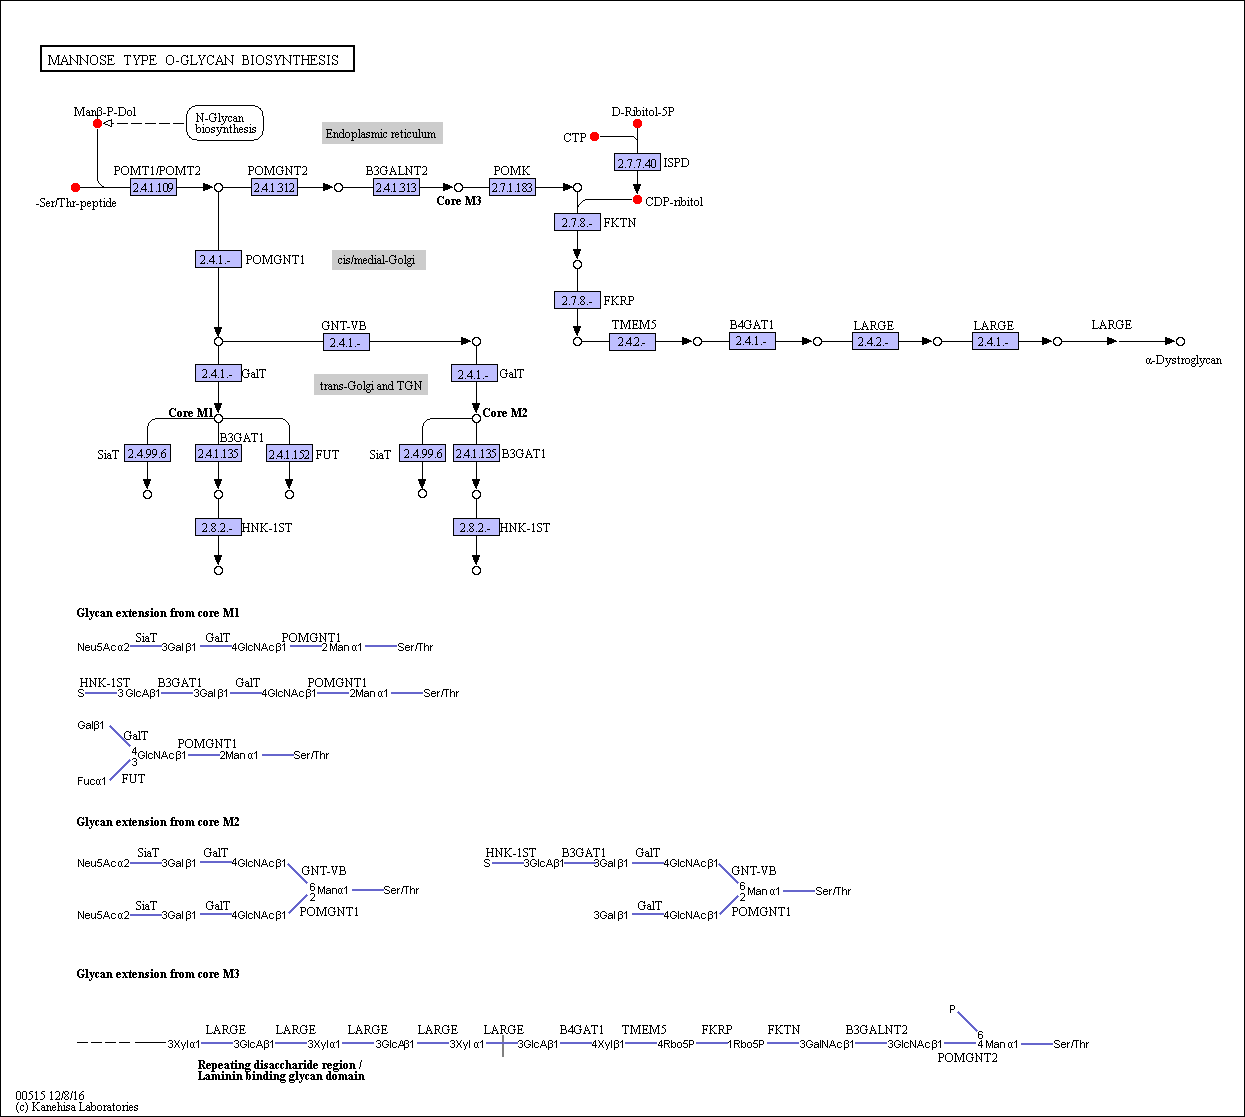 MANNOSE TYPE O-GLYCAN BIOSYNTHESIS
Manβ-P-Dol
N-Glycan
biosynthesis
Endoplasmic reticulum
D-Ribitol-5P
CTP
2.7.7.40 ISPD
POMT1/POMT2
POMGNT2
B3GALNT2
POMK
2.4.1.109
2.4.1.312
2.4.1.313
2.7.1.183
-Ser/Thr-peptide
Core M3
CDP-ribitol
2.7.8.- FKTN
2.4.1.- POMGNT1
cis/medial-Golgi
2.7.8.- FKRP
GNT-VB
TMEM5
B4GAT1
LARGE
LARGE
LARGE
2.4.1.-
2.4.2.-
2.4.1.-
2.4.2.-
2.4.1.-
α-Dystroglycan
2.4.1.- GalT
trans-Golgi and TGN
2.4.1.- GalT
Core M1
Core M2
B3GAT1
SiaT 2.4.99.6
2.4.1.135
2.4.1.152 FUT
SiaT 2.4.99.6
2.4.1.135 B3GAT1
2.8.2.- HNK-1ST
2.8.2.- HNK-1ST
Glycan extension from core M1
SiaT GalT POMGNT1
Neu5Acα2 3Galβ1 4GlcNAcβ1 2Manα1 Ser/Thr
HNK-1ST B3GAT1 GalT POMGNT1
S 3GlcAβ1 3Galβ1 4GlcNAcβ1 2Manα1 Ser/Thr
Galβ1
GalT POMGNT1
4
3 GlcNAcβ1 2Manα1 Ser/Thr
Fucα1 FUT
Glycan extension from core M2
SiaT GalT
Neu5Acα2 3Galβ1 4GlcNAcβ1
GNT-VB
6
2 Manα1 Ser/Thr
SiaT GalT POMGNT1
Neu5Acα2 3Galβ1 4GlcNAcβ1
HNK-1ST B3GAT1 GalT
S 3GlcAβ1 3Galβ1 4GlcNAcβ1
GNT-VB
6
2 Manα1 Ser/Thr
GalT POMGNT1
3Galβ1 4GlcNAcβ1
Glycan extension from core M3
P
LARGE LARGE LARGE LARGE LARGE B4GAT1 TMEM5 FKRP FKTN B3GALNT2
6
3Xylα1 3GlcAβ1 3Xylα1 3GlcAβ1 3Xylα1 3GlcAβ1 4Xylβ1 4Rbo5P 1Rbo5P 3GalNAcβ1 3GlcNAcβ1 4 Manα1 Ser/Thr
POMGNT2
Repeating disaccharide region /
Laminin binding glycan domain
00515 12/8/16
(c) Kanehisa Laboratories